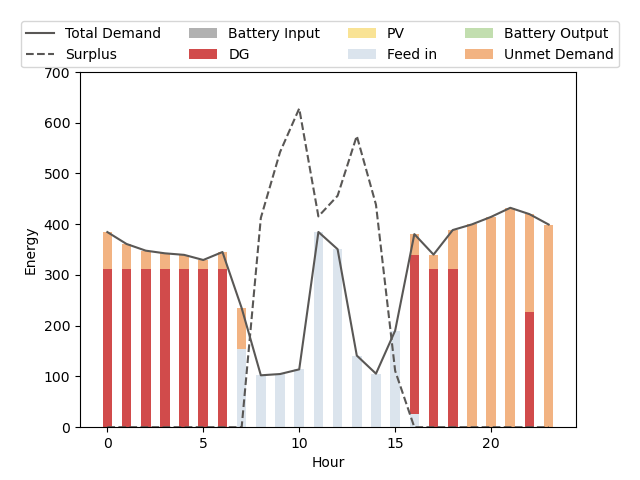 Total Demand Battery Input PV Battery Output
Surplus DG Feed in Unmet Demand
700
600
500
400
300
200
100
0
Energy
0 5 10 15 20
Hour